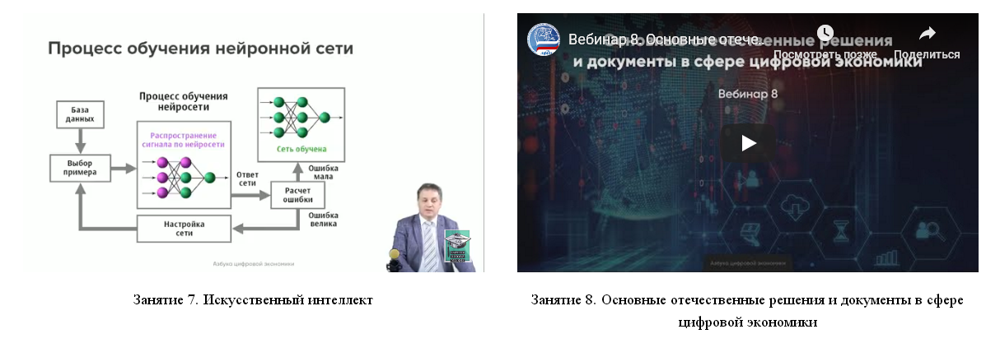 Процесс обучения нейронной сети
Процесс обучения
нейросети
База
данных
Выбор
примера
Распространение
сигнала по нейросети
Сеть обучена
Ответ
сети
Ошибка
мала
Расчет
ошибки
Ошибка
велика
Настройка
сети
Азбука цифровой экономики
Занятие 7. Искусственный интеллект
Вебинар 8. Основные отече...
Основные отечественные решения
и документы в сфере цифровой экономики
Посмотреть позже
Поделиться
Вебинар 8
Азбука цифровой экономики
Занятие 8. Основные отечественные решения и документы в сфере
цифровой экономики